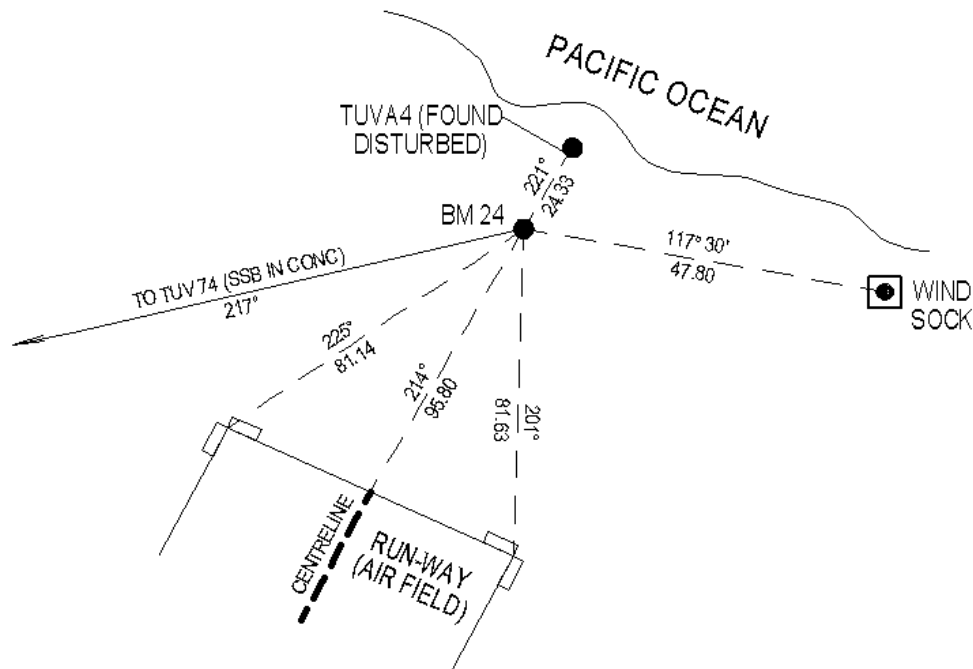 PACIFIC OCEAN
TUVA4 (FOUND
DISTURBED)
221°
24.33
BM 24
117° 30'
47.80
WIND
SOCK
TO TUV 74 (SSB IN CONC)
217°
225°
81.14
214°
95.80
201°
81.63
CENTRELINE
RUN-WAY
(AIR FIELD)